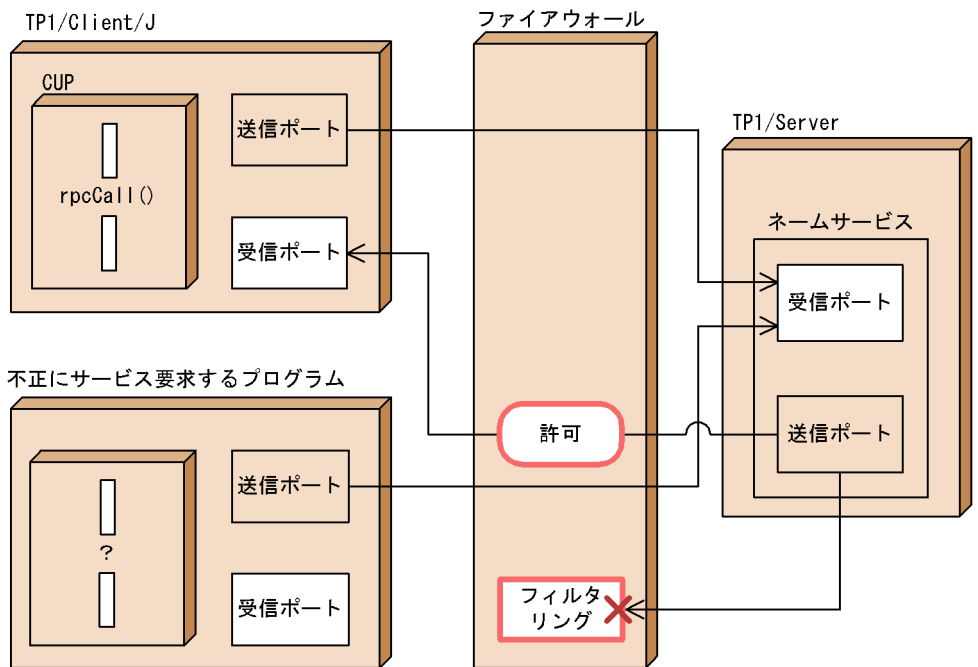 TP1/Client/J
CUP
rpcCall()
送信ポート
受信ポート
ファイアウォール
許可
フィルタ
リング
TP1/Server
ネームサービス
受信ポート
送信ポート
不正にサービス要求するプログラム
?
送信ポート
受信ポート